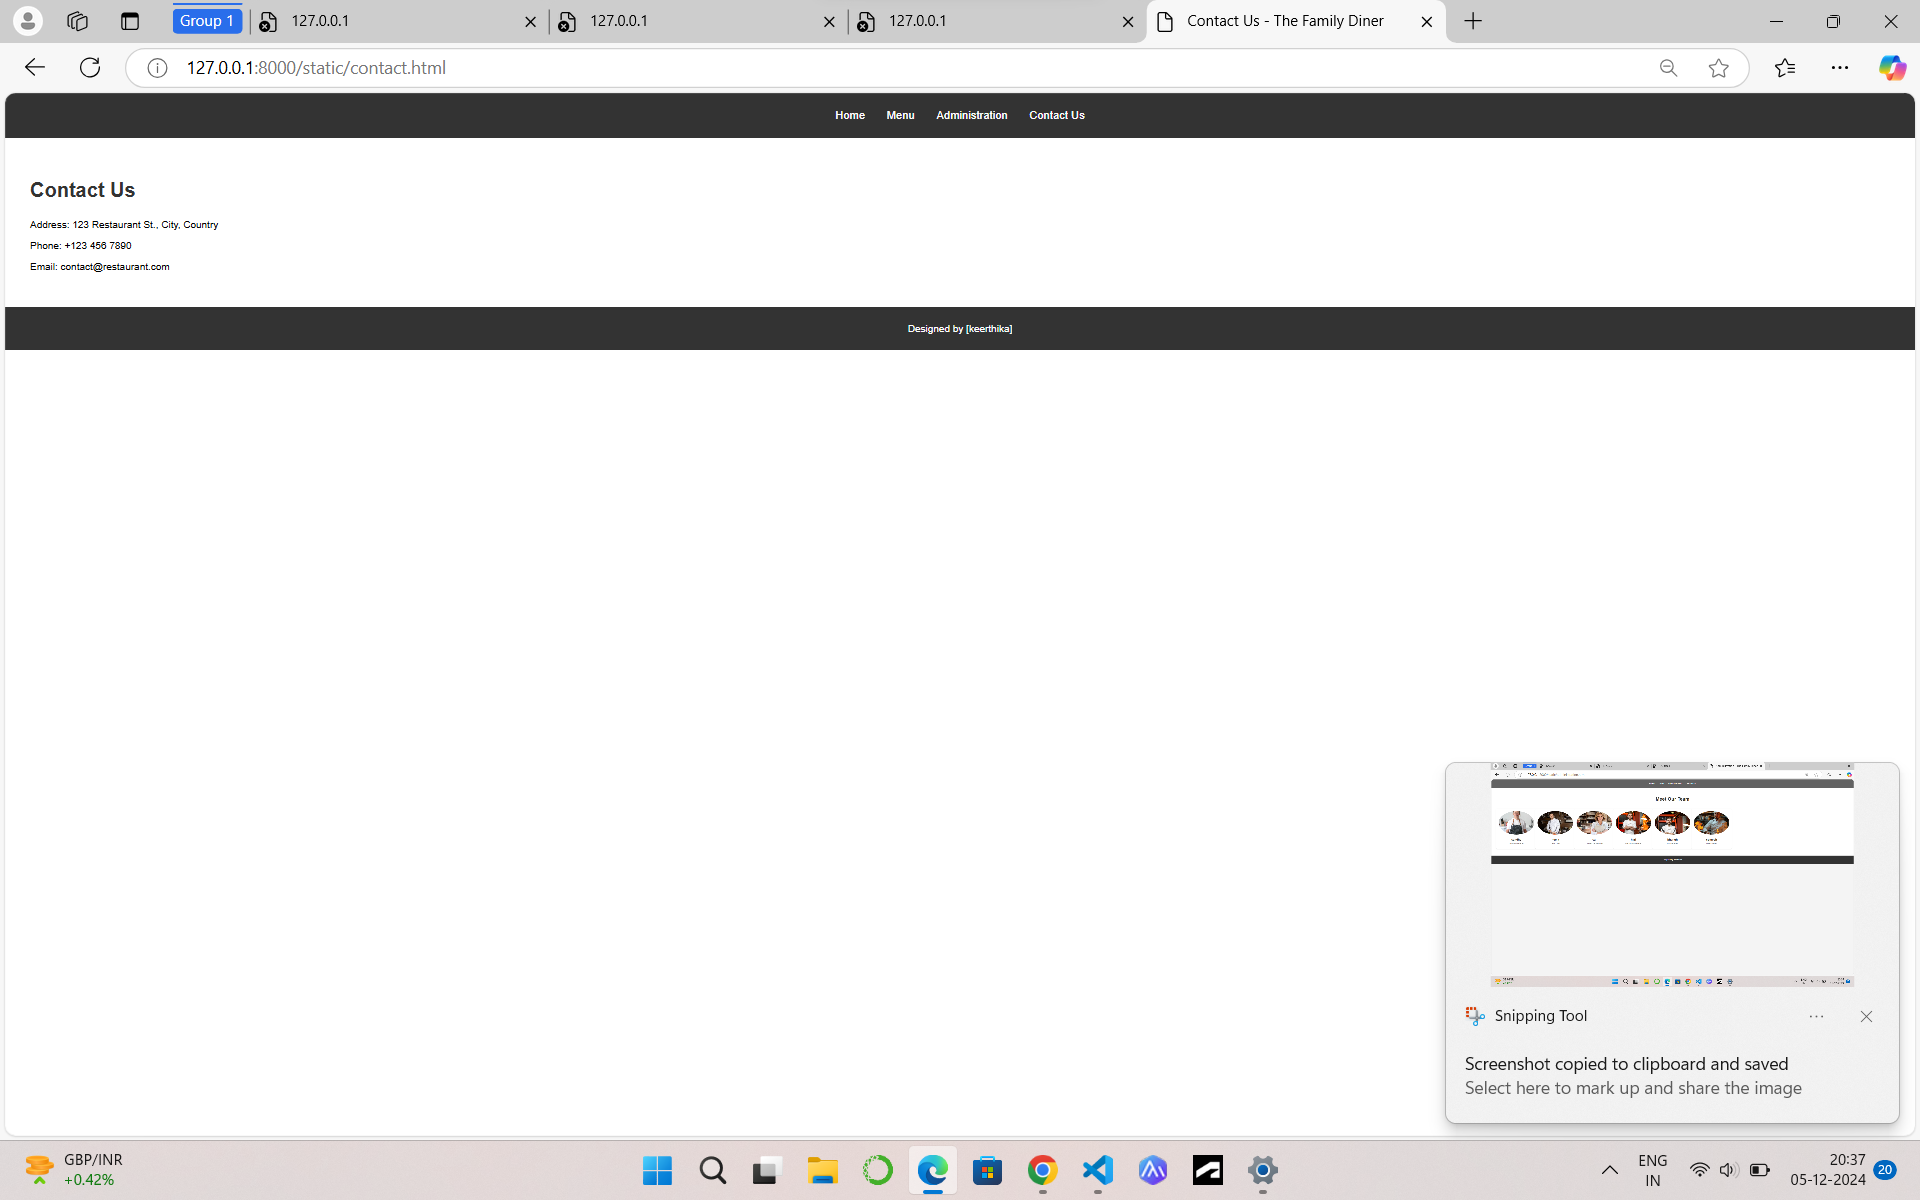 Group 1
127.0.0.1
127.0.0.1
127.0.0.1
Contact Us - The Family Diner
127.0.0.1:8000/static/contact.html
Home Menu Administration Contact Us
Contact Us
Address: 123 Restaurant St., City, Country
Phone: +123 456 7890
Email: contact@restaurant.com
Designed by [keerthika]
Meet Our Team
Snipping Tool
Screenshot copied to clipboard and saved
Select here to mark up and share the image
GBP/INR
+0.42%
ENG
IN
20:37
05-12-2024
20